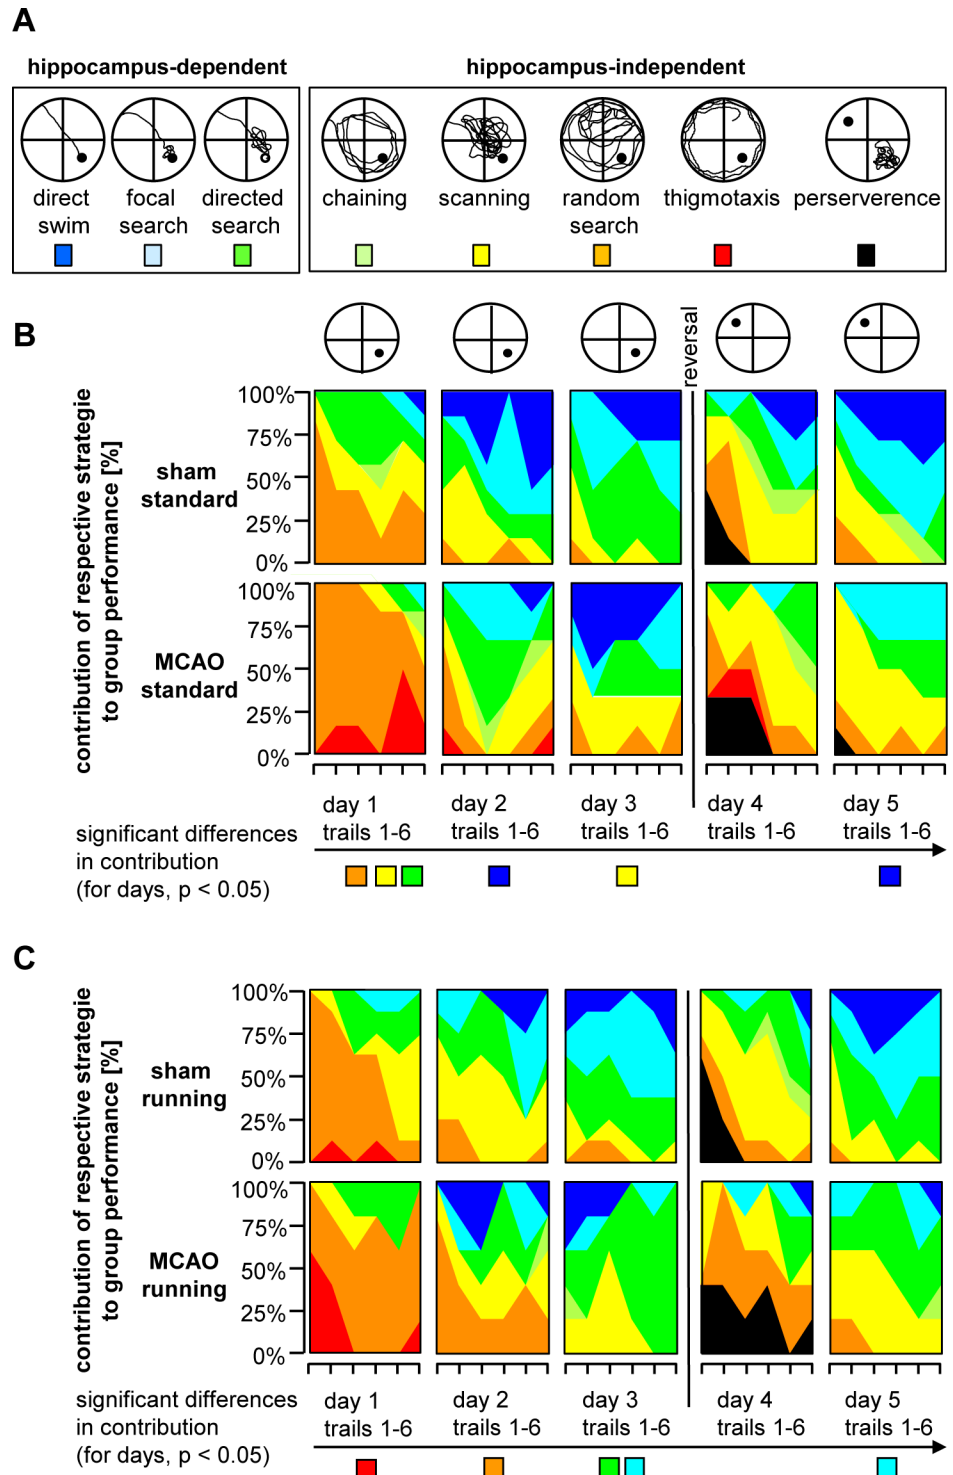 A
hippocampus-dependent
hippocampus-independent
direct swim
focal search
directed search
chaining
scanning
random search
thigmotaxis
perserverence
B
reversal
contribution of respective strategie
to group performance [%]
sham
standard
100%
75%
50%
25%
0%
MCAO
standard
100%
75%
50%
25%
0%
day 1
trails 1-6
day 2
trails 1-6
day 3
trails 1-6
day 4
trails 1-6
day 5
trails 1-6
significant differences
in contribution
(for days, p < 0.05)
C
contribution of respective strategie
to group performance [%]
sham
running
100%
75%
50%
25%
0%
MCAO
running
100%
75%
50%
25%
0%
day 1
trails 1-6
day 2
trails 1-6
day 3
trails 1-6
day 4
trails 1-6
day 5
trails 1-6
significant differences
in contribution
(for days, p < 0.05)